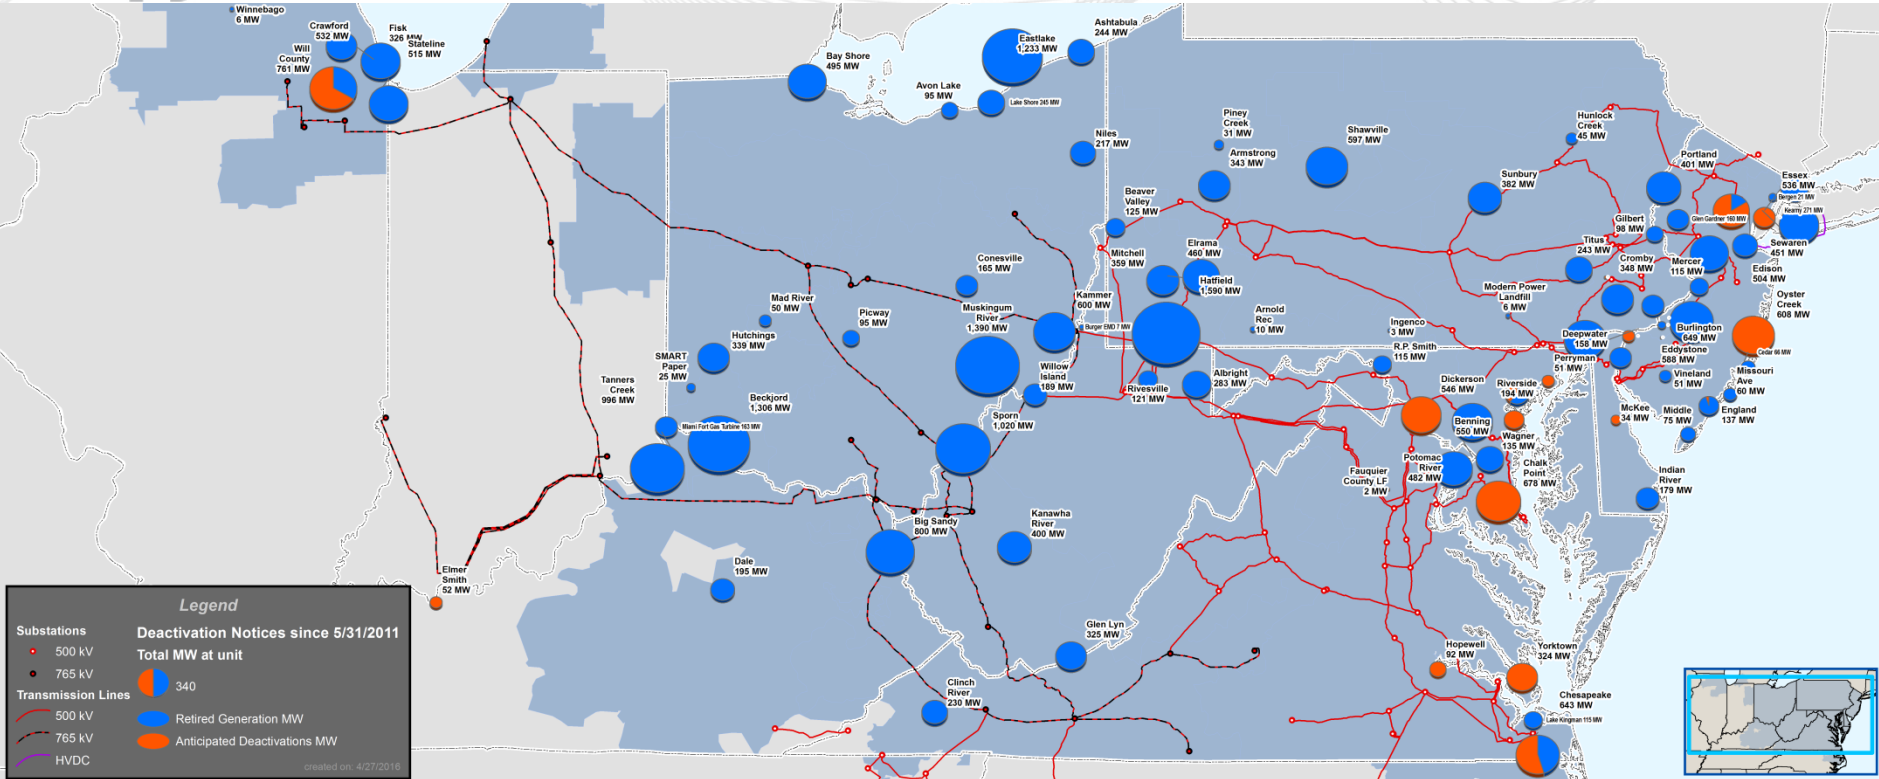 Winnebago
6 MW
Crawford
532 MW
Fisk
326 MW
Stateline
515 MW
Will
County
761 MW
Bay Shore
495 MW
Avon Lake
95 MW
Eastlake
1,233 MW
Ashtabula
244 MW
Lake Shore 245 MW
Niles
217 MW
Piney
Creek
31 MW
Armstrong
343 MW
Shawville
597 MW
Hunlock
Creek
45 MW
Sunbury
382 MW
Portland
401 MW
Essex
536 MW
Bergen 21 MW
Kearny 271 MW
Glen Gardner 160 MW
Gilbert
98 MW
Titus
243 MW
Cromby
348 MW
Mercer
115 MW
Sewaren
451 MW
Edison
504 MW
Oyster
Creek
608 MW
Beaver
Valley
125 MW
Mitchell
359 MW
Elrama
460 MW
Hatfield
1,590 MW
Conesville
165 MW
Kammer
600 MW
Burger EMD 7 MW
Muskingum
River
1,390 MW
Mad River
50 MW
Picway
95 MW
Hutchings
339 MW
SMART
Paper
25 MW
Tanners
Creek
996 MW
Beckjord
1,306 MW
Miami Fort Gas Turbine 163 MW
Willow
Island
189 MW
Sporn
1,020 MW
Rivesville
121 MW
Albright
283 MW
Arnold
Rec
10 MW
Ingenco
3 MW
R.P. Smith
115 MW
Modern Power
Landfill
6 MW
Deepwater
158 MW
Burlington
649 MW
Eddystone
588 MW
Cedar 66 MW
Missouri
Ave
60 MW
Vineland
51 MW
Perryman
51 MW
Dickerson
546 MW
Riverside
194 MW
McKee
34 MW
Middle
75 MW
England
137 MW
Benning
550 MW
Wagner
135 MW
Potomac
River
482 MW
Chalk
Point
678 MW
Fauquier
County LF
2 MW
Indian
River
179 MW
Big Sandy
800 MW
Kanawha
River
400 MW
Dale
195 MW
Elmer
Smith
52 MW
Glen Lyn
325 MW
Clinch
River
230 MW
Hopewell
92 MW
Yorktown
324 MW
Chesapeake
643 MW
Lake Kingman 115 MW
Legend
Substations
500 kV
765 kV
Transmission Lines
500 kV
765 kV
HVDC
Deactivation Notices since 5/31/2011
Total MW at unit
340
Retired Generation MW
Anticipated Deactivations MW
created on: 4/27/2016